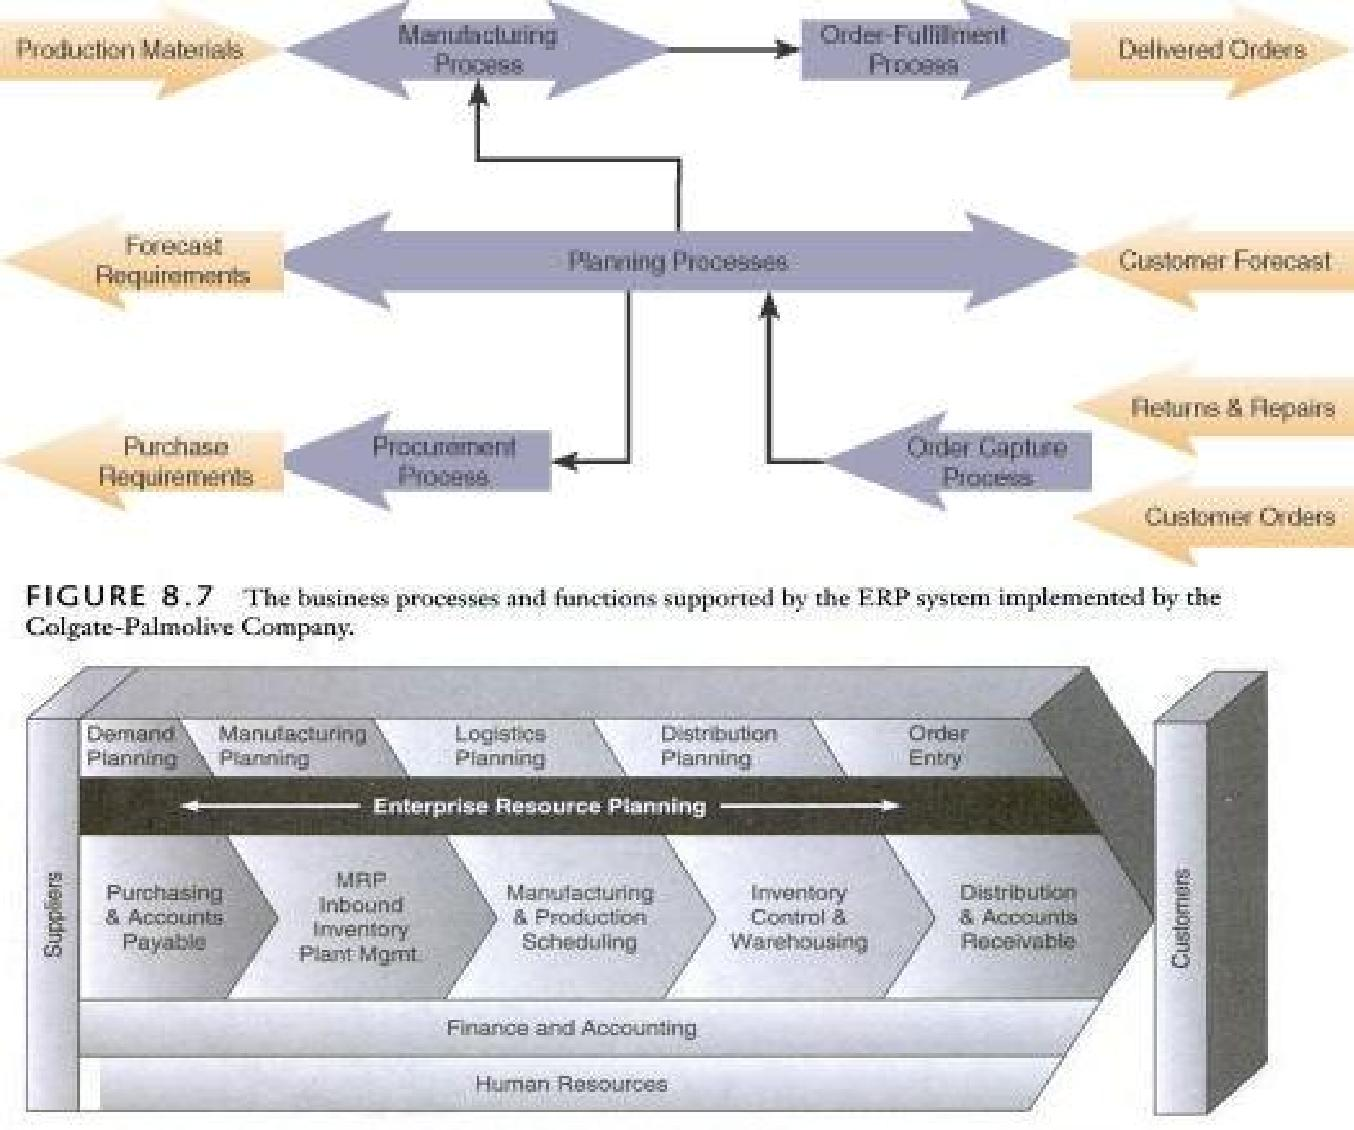 Production Materials
Manufacturing
Process
Order-Fulfillment
Process
Delivered Orders
Forecast
Requirements
Planning Processes
Customer Forecast
Returns & Repairs
Purchase
Requirements
Procurement
Process
Order Capture
Process
Customer Orders
FIGURE 8.7 The business processes and functions supported by the ERP system implemented by the
Colgate-Palmolive Company.
Demand
Planning
Manufacturing
Planning
Logistics
Planning
Distribution
Planning
Order
Entry
Enterprise Resource Planning
Suppliers
Purchasing
& Accounts
Payable
MRP
Inbound
Inventory
Plant Mgmt.
Manufacturing
& Production
Scheduling
Inventory
Control &
Warehousing
Distribution
& Accounts
Receivable
Customers
Finance and Accounting
Human Resources